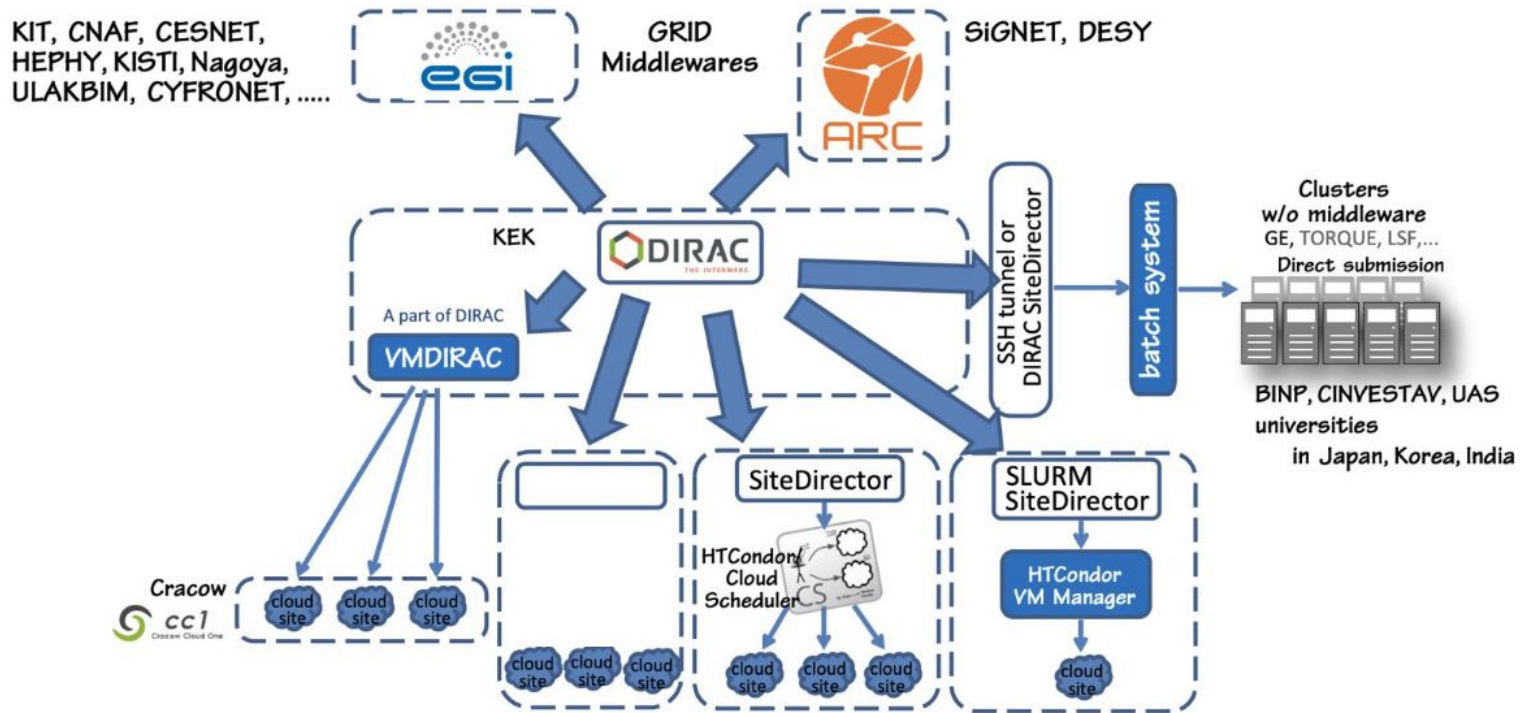 KIT, CNAF, CESNET,
HEPHY, KISTI, Nagoya,
ULAKBIM, CYFRONET, .....
egi
GRID
Middlewares
ARC
SiGNET, DESY
KEK
DIRAC
THE INTERWARE
A part of DIRAC
VMDIRAC
SSH tunnel or
DIRAC SiteDirector
batch system
Clusters
w/o middleware
GE, TORQUE, LSF,...
Direct submission
BINP, CINVESTAV, UAS
universities
in Japan, Korea, India
Cracow
cc1
Cracow Cloud One
cloud
site
cloud
site
cloud
site
cloud
site
cloud
site
cloud
site
SiteDirector
HTCondor/
Cloud
Scheduler
CS
cloud
site
cloud
site
cloud
site
SLURM
SiteDirector
HTCondor
VM Manager
cloud
site